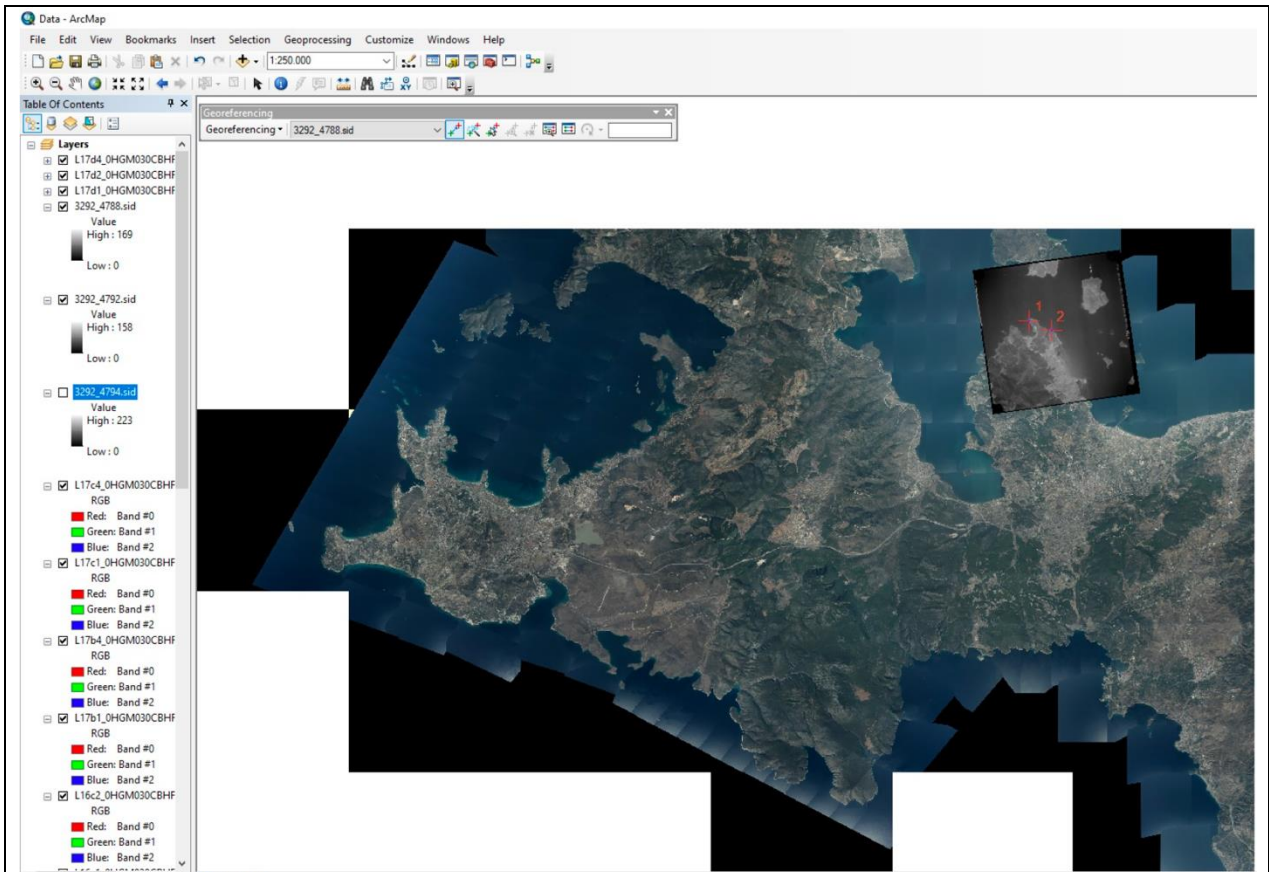 Data - ArcMap
File Edit View Bookmarks Insert Selection Geoprocessing Customize Windows Help
1:250.000
Table Of Contents
Georeferencing
Georeferencing 3292_4788.sid
Layers
L17d4_0HGM030CBHF
L17d2_0HGM030CBHF
L17d1_0HGM030CBHF
3292_4788.sid
Value
High : 169
Low : 0
3292_4792.sid
Value
High : 158
Low : 0
3292_4794.sid
Value
High : 223
Low : 0
L17c4_0HGM030CBHF
RGB
Red: Band #0
Green: Band #1
Blue: Band #2
L17c1_0HGM030CBHF
RGB
Red: Band #0
Green: Band #1
Blue: Band #2
L17b4_0HGM030CBHF
RGB
Red: Band #0
Green: Band #1
Blue: Band #2
L17b1_0HGM030CBHF
RGB
Red: Band #0
Green: Band #1
Blue: Band #2
L16c2_0HGM030CBHF
RGB
Red: Band #0
Green: Band #1
Blue: Band #2
1
2